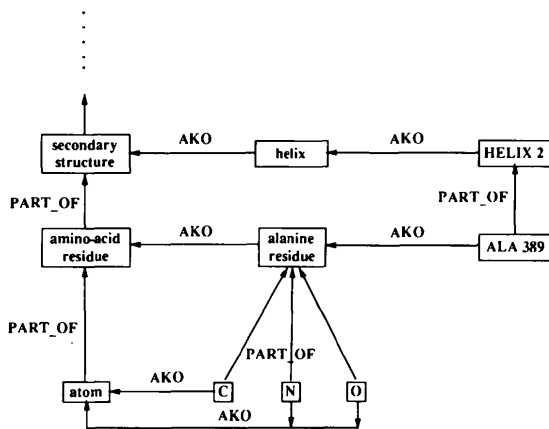 AKO
AKO
secondary
structure
helix
HELIX 2
PART_OF
PART_OF
AKO
AKO
amino-acid
residue
alanine
residue
ALA 389
PART_OF
PART_OF
AKO
atom
C
N
O
AKO